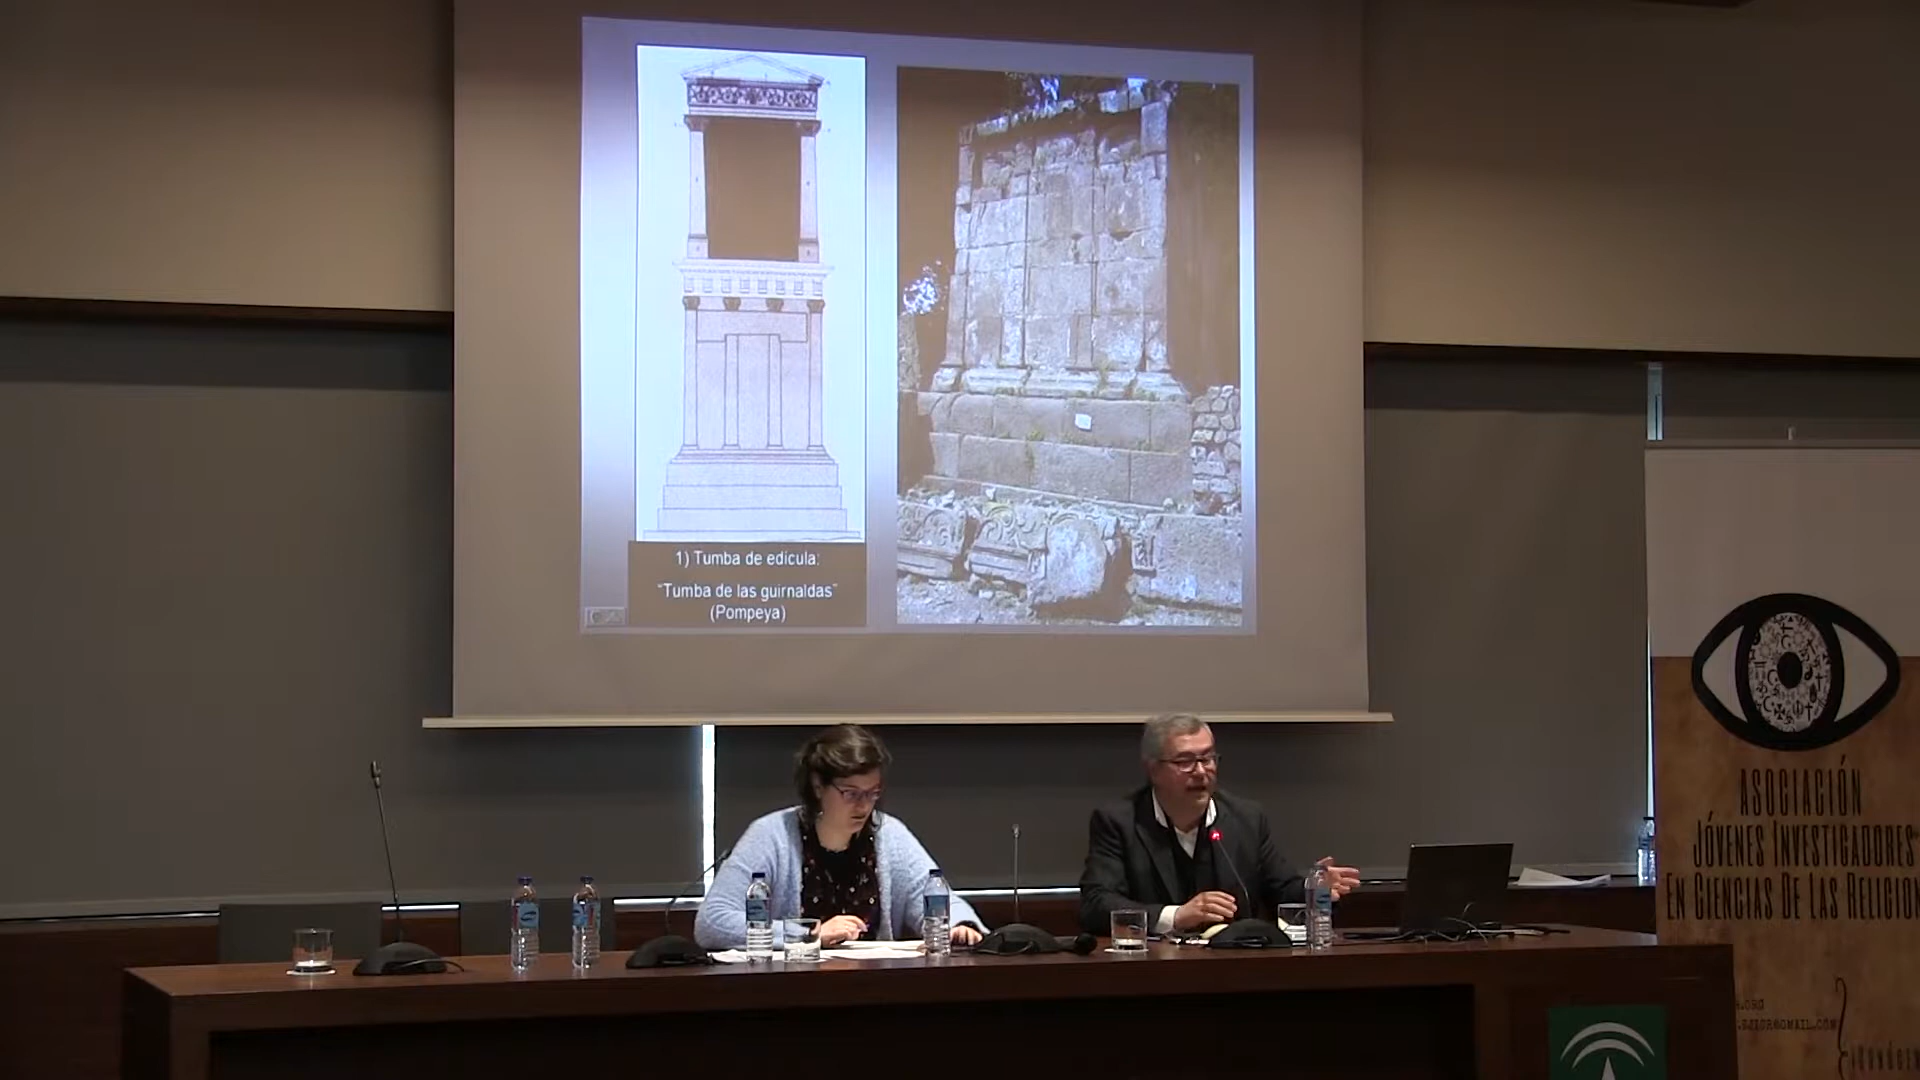 1) Tumba de edícula:
"Tumba de las guirnaldas"
(Pompeya)
ASOCIACIÓN
JÓVENES INVESTIGADORES
EN CIENCIAS DE LAS RELIGION